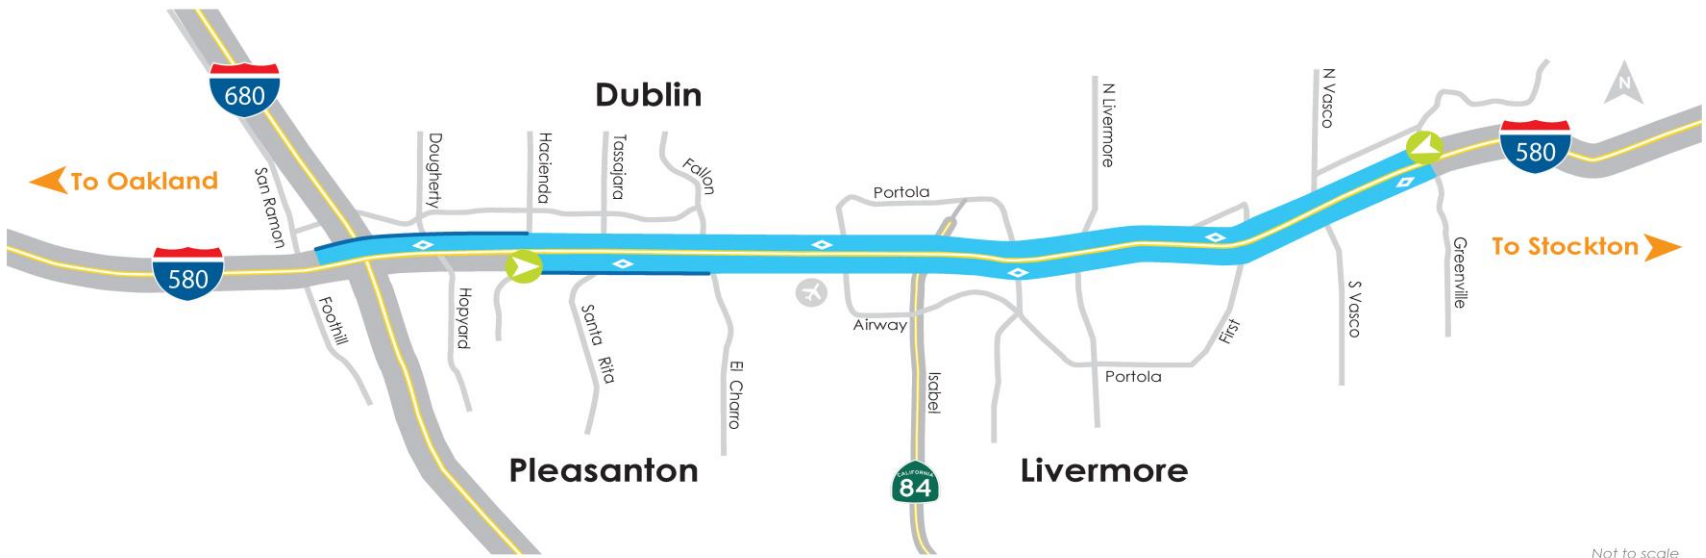 680
Dublin
N Vasco
N
N Livermore
Dougherty
Hacienda
Tassajara
580
Fallon
To Oakland
San Ramon
Portola
580
Greenville
To Stockton
Foothill
Hopyard
Santa Rita
Airway
S Vasco
First
El Charro
Isabel
Portola
Pleasanton
Livermore
CALIFORNIA
84
Not to scale